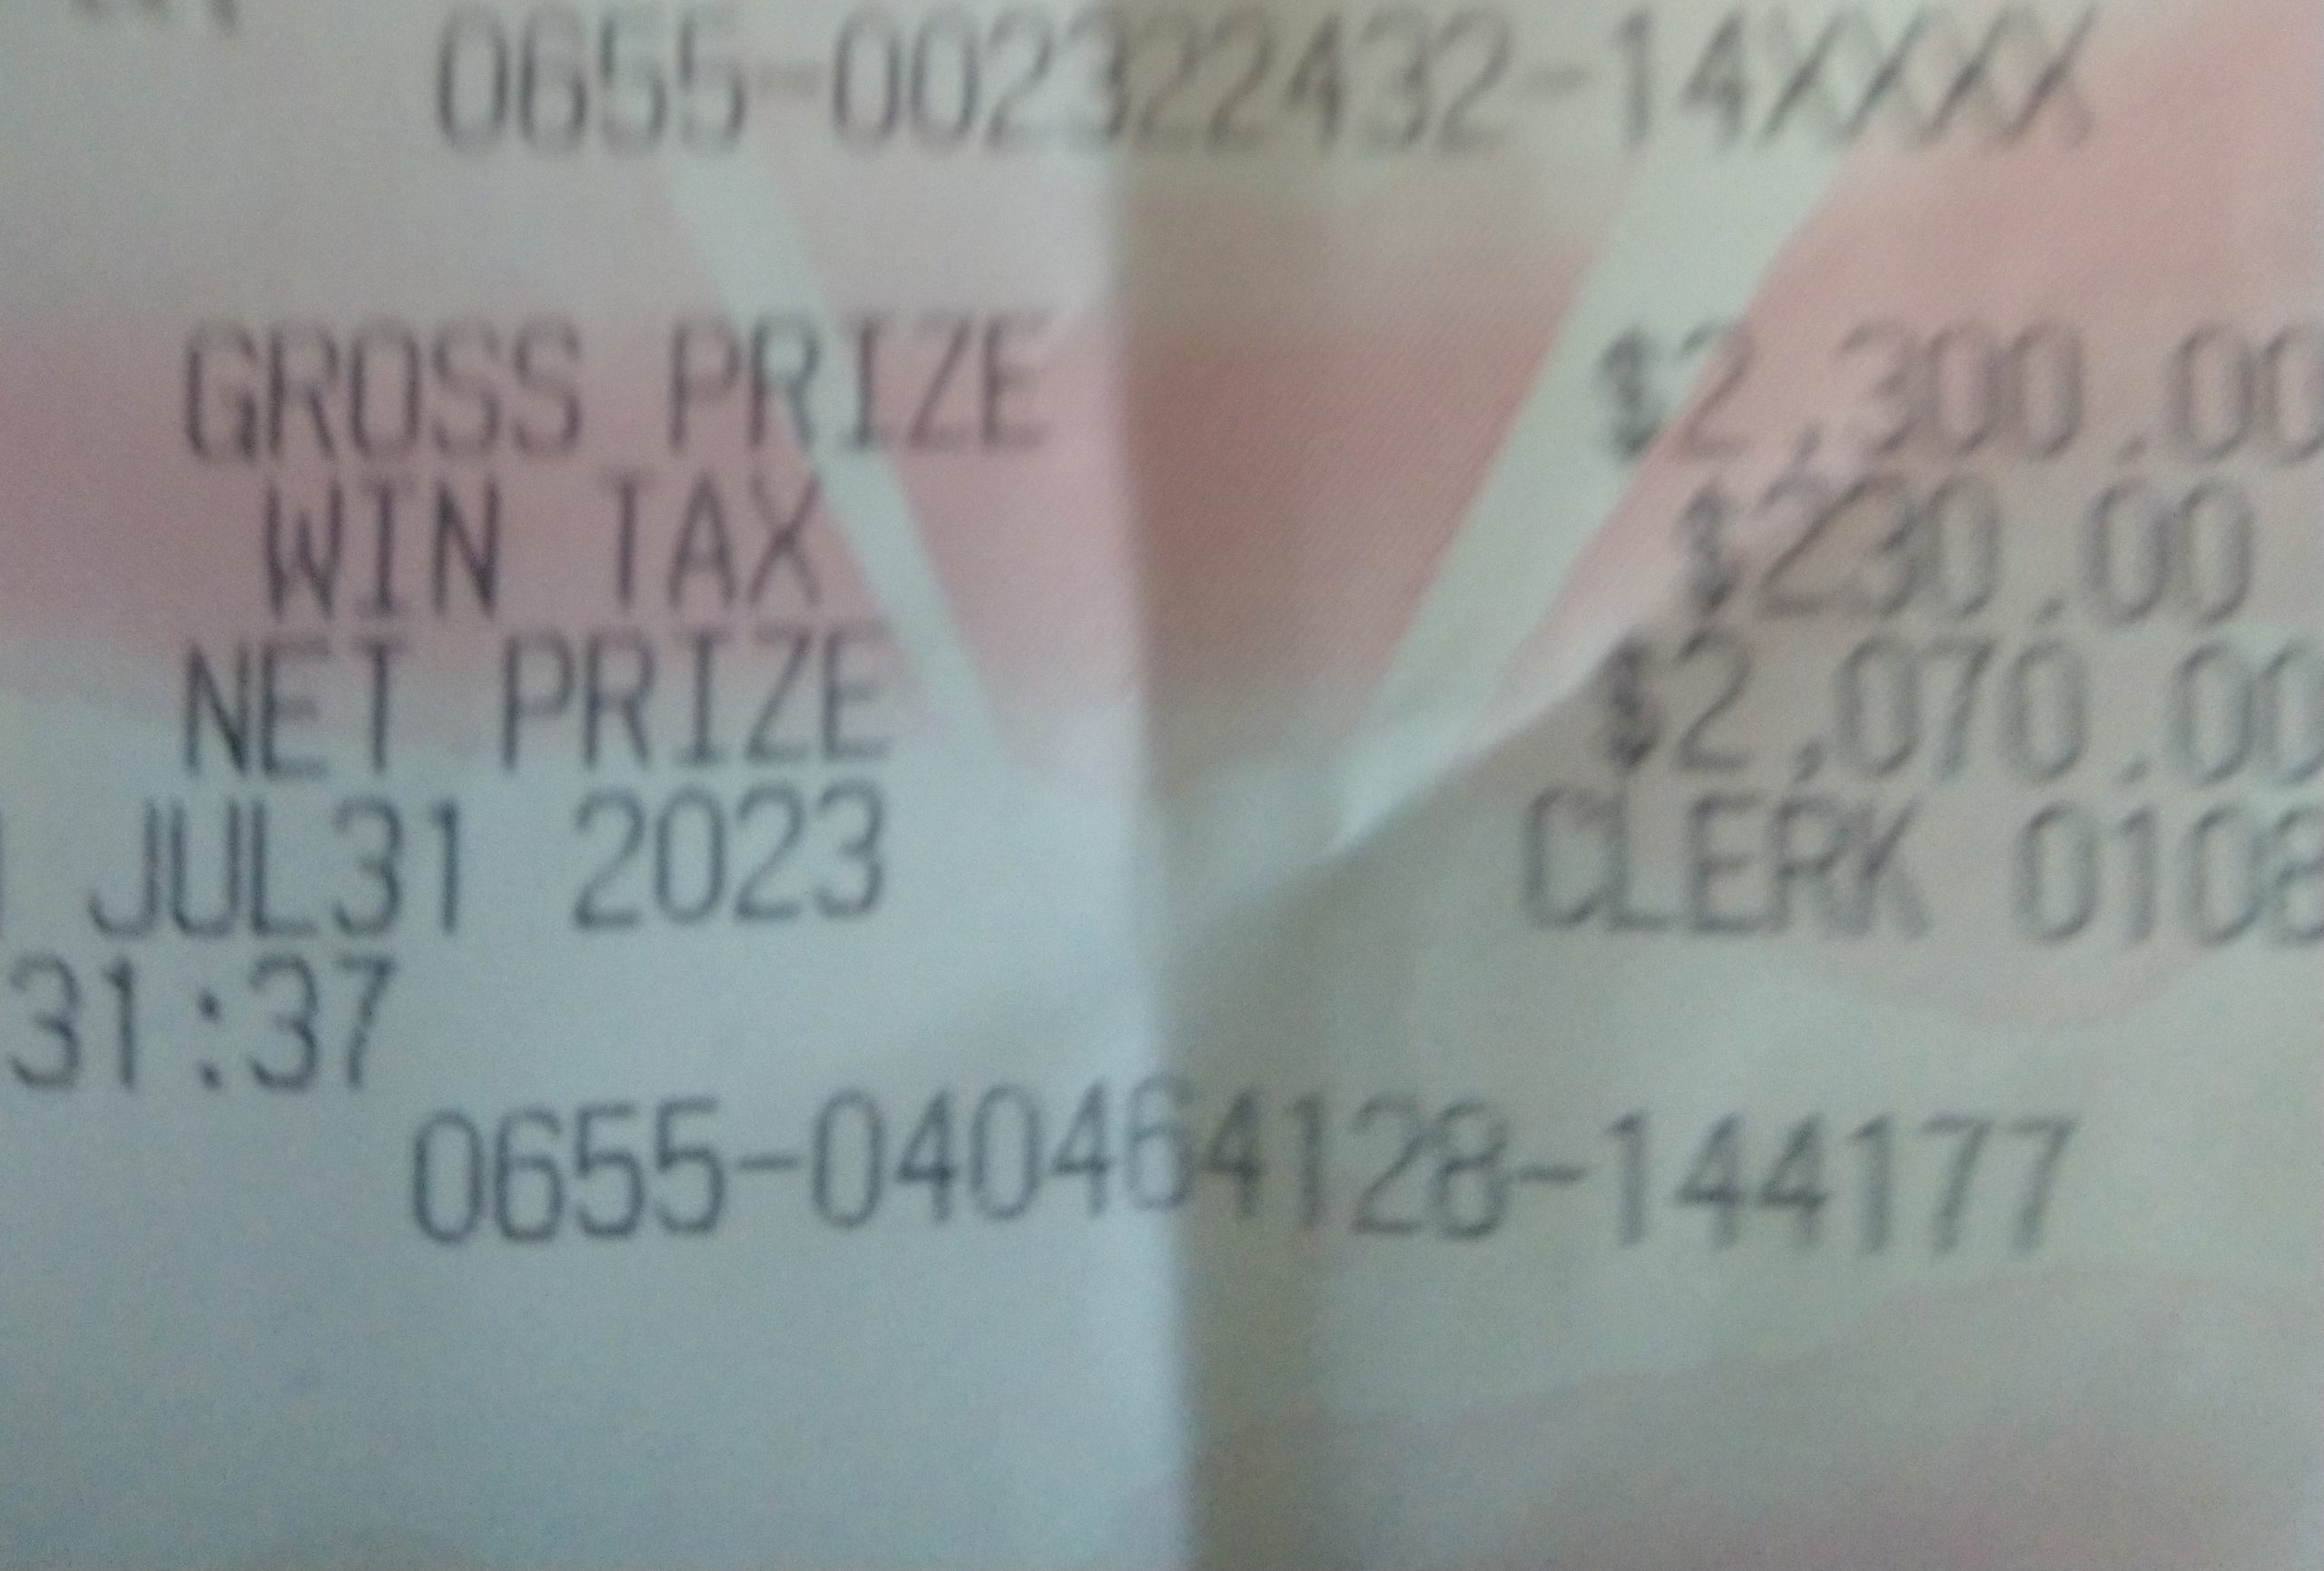 0655-002322432-14XXXX
GROSS PRIZE $2,300.00
WIN TAX $230.00
NET PRIZE $2,070.00
JUL31 2023 CLERK 0108
31:37
0655-040464128-144177